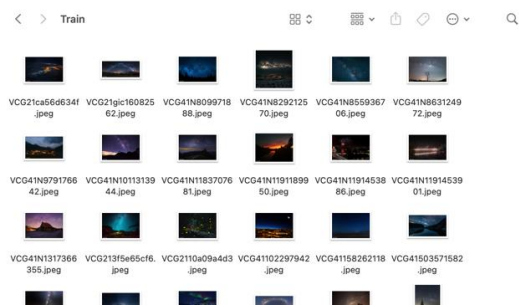 Train
VCG21ca56d634f VCG21gic160825 VCG41N8099718 VCG41N8292125 VCG41N8559367 VCG41N8631249
.jpeg 62.jpeg 88.jpeg 70.jpeg 06.jpeg 72.jpeg
VCG41N9791766 VCG41N10113139 VCG41N11837076 VCG41N11911899 VCG41N11914538 VCG41N11914539
42.jpeg 44.jpeg 81.jpeg 50.jpeg 86.jpeg 01.jpeg
VCG41N1317366 VCG213f5e65cf6. VCG2110a09a4d3 VCG41102297942 VCG41158262118 VCG41503571582
355.jpeg jpeg .jpeg .jpeg .jpeg .jpeg